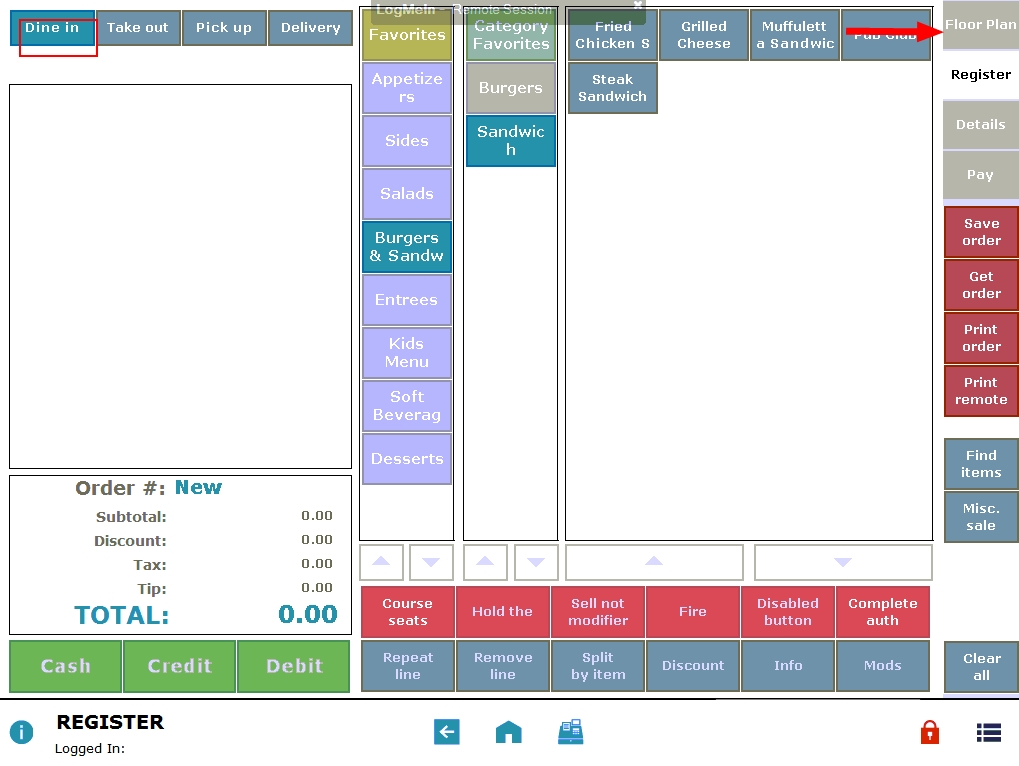 Dine in
Take out
Pick up
Delivery
LogMeIn - Remote Session
Favorites
Appetize
rs
Sides
Salads
Burgers
& Sandw
Entrees
Kids
Menu
Soft
Beverag
Desserts
Category
Favorites
Burgers
Sandwic
h
Fried
Chicken S
Grilled
Cheese
Muffulett
a Sandwic
Pub Club
Steak
Sandwich
Floor Plan
Register
Details
Pay
Save
order
Get
order
Print
order
Print
remote
Find
items
Misc.
sale
Clear
all
Order #: New
Subtotal: 0.00
Discount: 0.00
Tax: 0.00
Tip: 0.00
TOTAL: 0.00
Cash
Credit
Debit
Course
seats
Hold the
Sell not
modifier
Fire
Disabled
button
Complete
auth
Repeat
line
Remove
line
Split
by item
Discount
Info
Mods
REGISTER
Logged In: